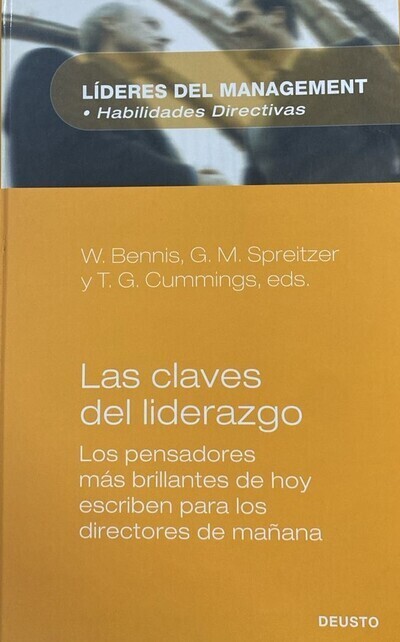 LÍDERES DEL MANAGEMENT
• Habilidades Directivas
W. Bennis, G. M. Spreitzer
y T. G. Cummings, eds.
Las claves
del liderazgo
Los pensadores
más brillantes de hoy
escriben para los
directores de mañana
DEUSTO